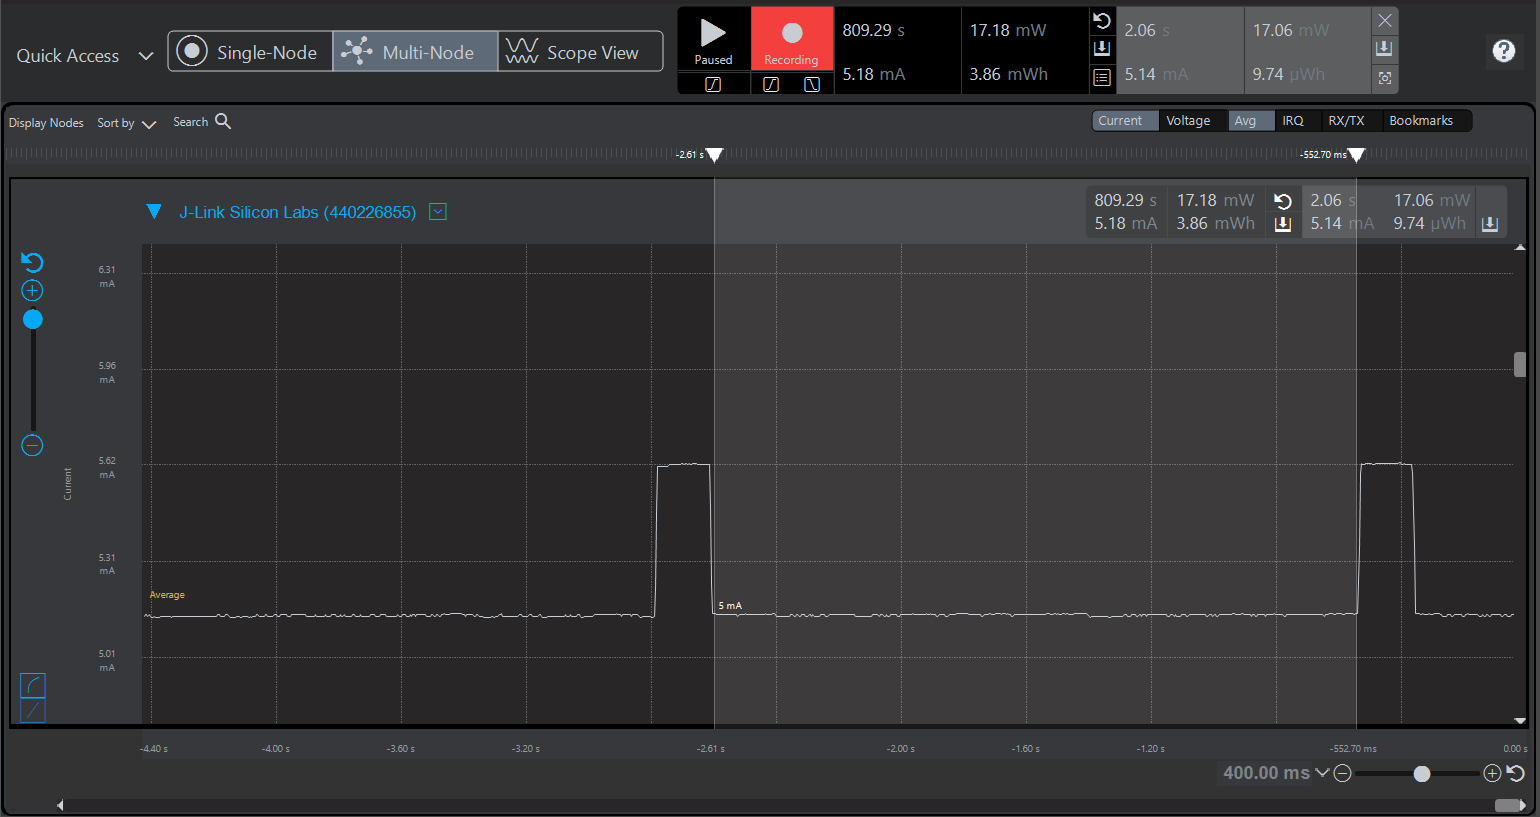 Quick Access
Single-Node
Multi-Node
Scope View
Paused
Recording
809.29 s
17.18 mW
5.18 mA
3.86 mWh
2.06 s
17.06 mW
5.14 mA
9.74 µWh
?
Display Nodes
Sort by
Search
Current
Voltage
Avg
IRQ
RX/TX
Bookmarks
-2.61 s
-552.70 ms
J-Link Silicon Labs (440226855)
809.29 s
17.18 mW
5.18 mA
3.86 mWh
2.06 s
17.06 mW
5.14 mA
9.74 µWh
6.31
mA
5.96
mA
5.62
mA
Current
5.31
mA
Average
5 mA
5.01
mA
-4.40 s
-4.00 s
-3.60 s
-3.20 s
-2.61 s
-2.00 s
-1.60 s
-1.20 s
-552.70 ms
0.00 s
400.00 ms